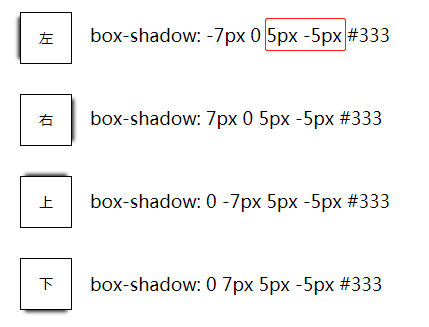 左 box-shadow: -7px 0 5px -5px #333
右 box-shadow: 7px 0 5px -5px #333
上 box-shadow: 0 -7px 5px -5px #333
下 box-shadow: 0 7px 5px -5px #333